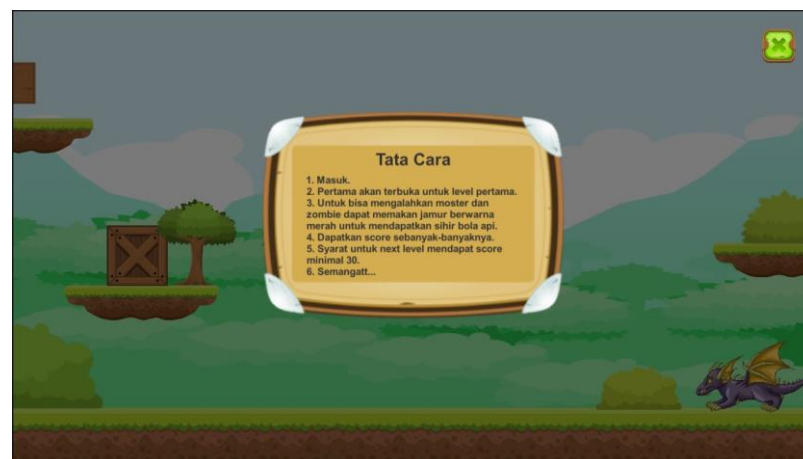 Tata Cara
1. Masuk.
2. Pertama akan terbuka untuk level pertama.
3. Untuk bisa mengalahkan moster dan
zombie dapat memakan jamur berwarna
merah untuk mendapatkan sihir bola api.
4. Dapatkan score sebanyak-banyaknya.
5. Syarat untuk next level mendapat score
minimal 30.
6. Semangatt...